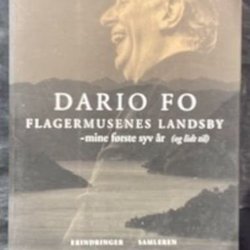 DARIO FO
FLAGERMUSENES LANDSBY
-mine første syv år (og lidt til)
ERINDRINGER SAMLEREN